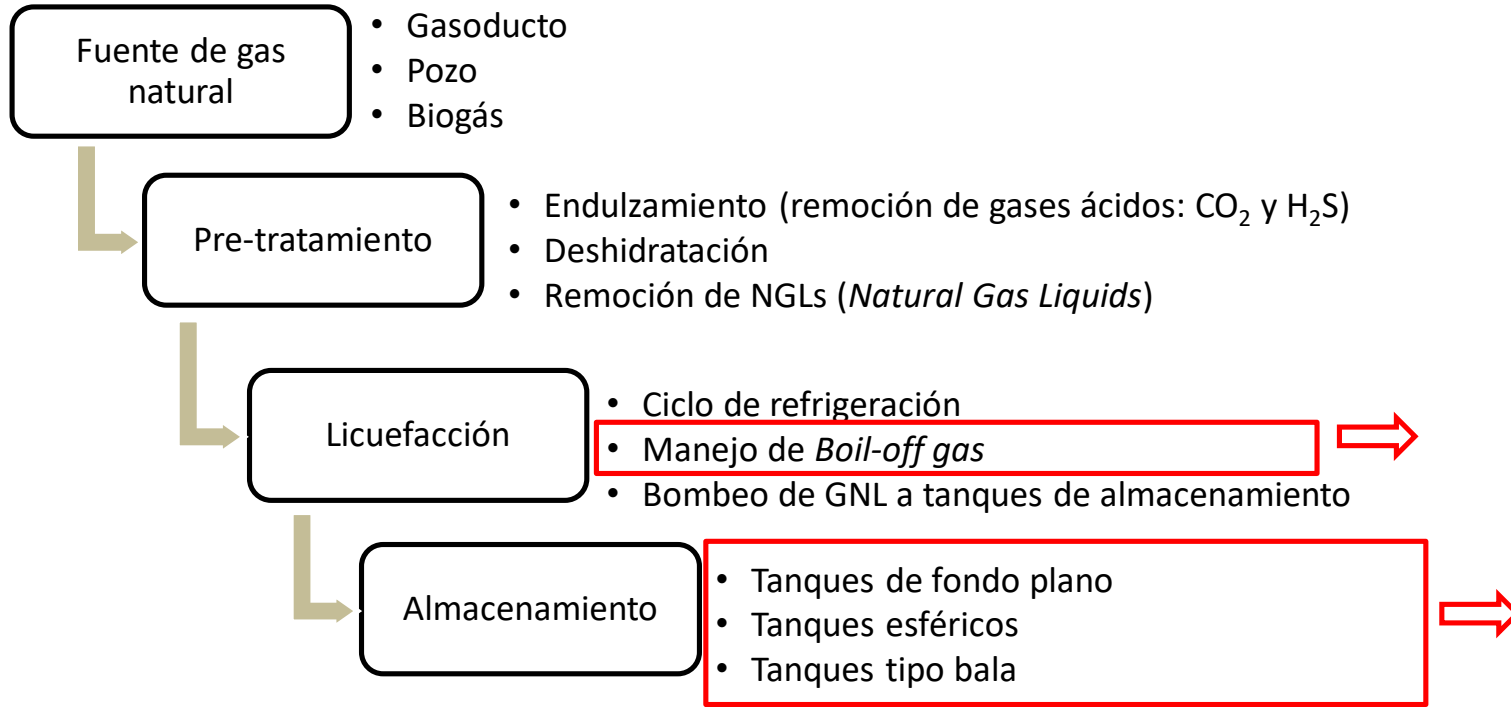 Fuente de gas
natural
• Gasoducto
• Pozo
• Biogás
Pre-tratamiento
• Endulzamiento (remoción de gases ácidos: CO₂ y H₂S)
• Deshidratación
• Remoción de NGLs (Natural Gas Liquids)
Licuefacción
• Ciclo de refrigeración
• Manejo de Boil-off gas
• Bombeo de GNL a tanques de almacenamiento
Almacenamiento
• Tanques de fondo plano
• Tanques esféricos
• Tanques tipo bala